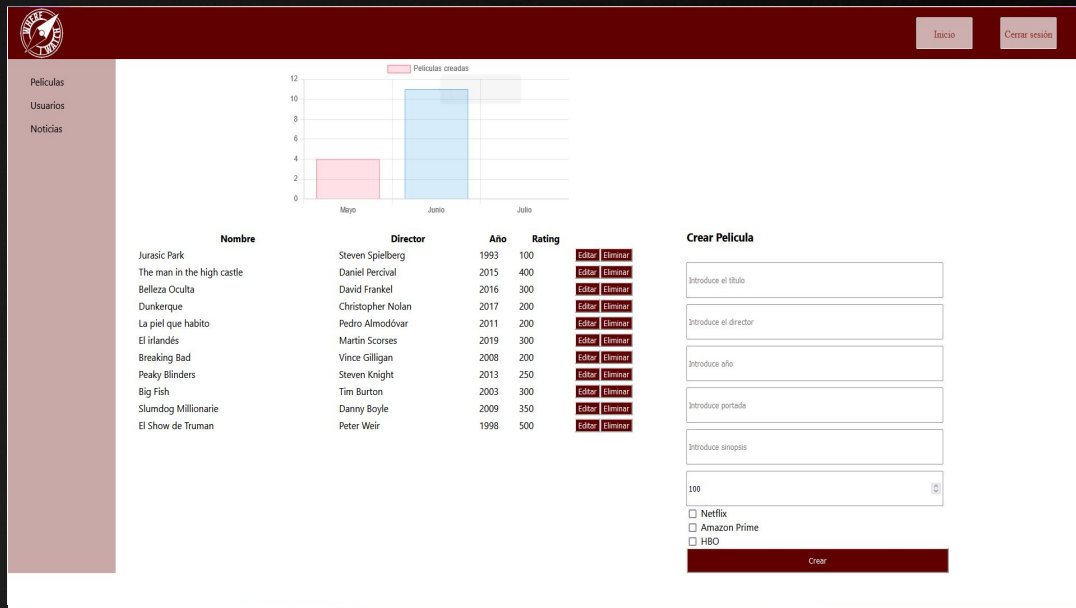 WHERE
I WATCH
Inicio
Cerrar sesión
Peliculas
Usuarios
Noticias
Peliculas creadas
12
10
8
6
4
2
0
Mayo Junio Julio
Nombre Director Año Rating
Jurasic Park Steven Spielberg 1993 100 Editar Eliminar
The man in the high castle Daniel Percival 2015 400 Editar Eliminar
Belleza Oculta David Frankel 2016 300 Editar Eliminar
Dunkerque Christopher Nolan 2017 200 Editar Eliminar
La piel que habito Pedro Almodóvar 2011 200 Editar Eliminar
El irlandés Martin Scorses 2019 300 Editar Eliminar
Breaking Bad Vince Gilligan 2008 200 Editar Eliminar
Peaky Blinders Steven Knight 2013 250 Editar Eliminar
Big Fish Tim Burton 2003 300 Editar Eliminar
Slumdog Millionarie Danny Boyle 2009 350 Editar Eliminar
El Show de Truman Peter Weir 1998 500 Editar Eliminar
Crear Pelicula
Introduce el título
Introduce el director
Introduce año
Introduce portada
Introduce sinopsis
100
Netflix
Amazon Prime
HBO
Crear